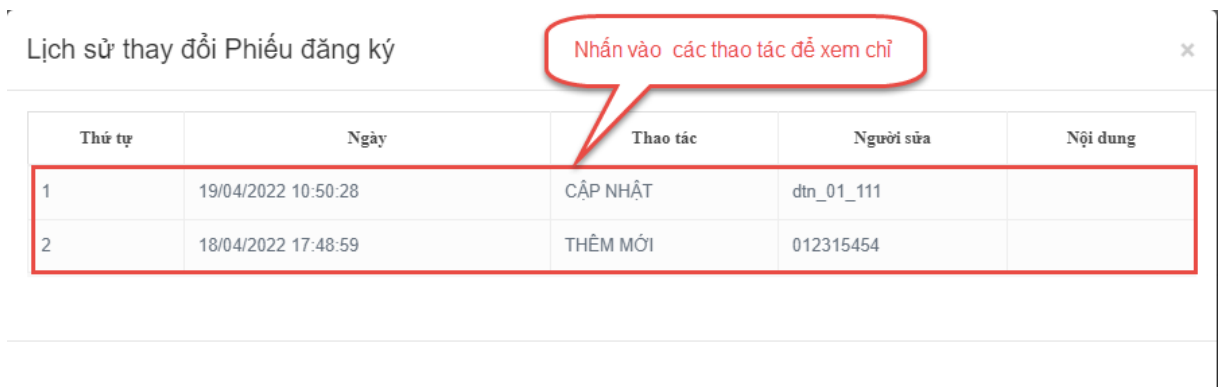 Lịch sử thay đổi Phiếu đăng ký
Nhấn vào các thao tác để xem chỉ
×
Thứ tự Ngày Thao tác Người sửa Nội dung
1 19/04/2022 10:50:28 CẬP NHẬT dtn_01_111
2 18/04/2022 17:48:59 THÊM MỚI 012315454